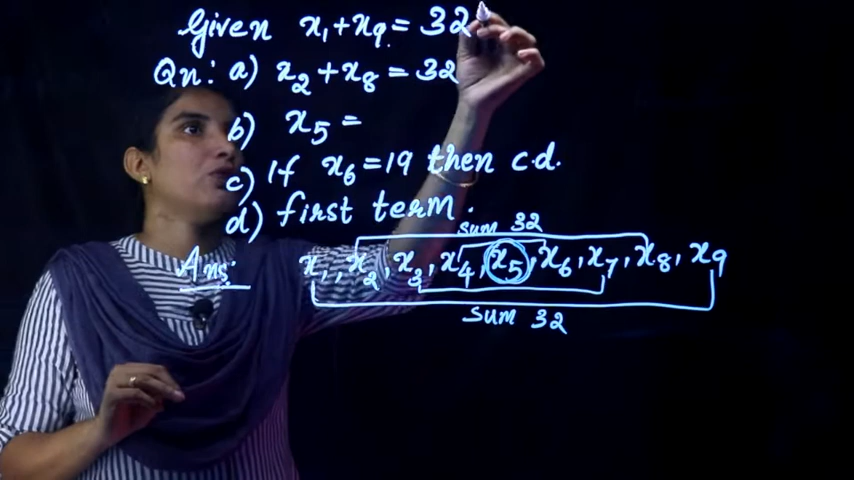 Given x₁+x₉= 32
Qn: a) x₂+x₈ = 32
b) x₅ =
c) If x₆=19 then c.d.
d) first term.
sum 32
Ans: x₁, x₂, x₃, x₄, x₅, x₆, x₇, x₈, x₉
sum 32